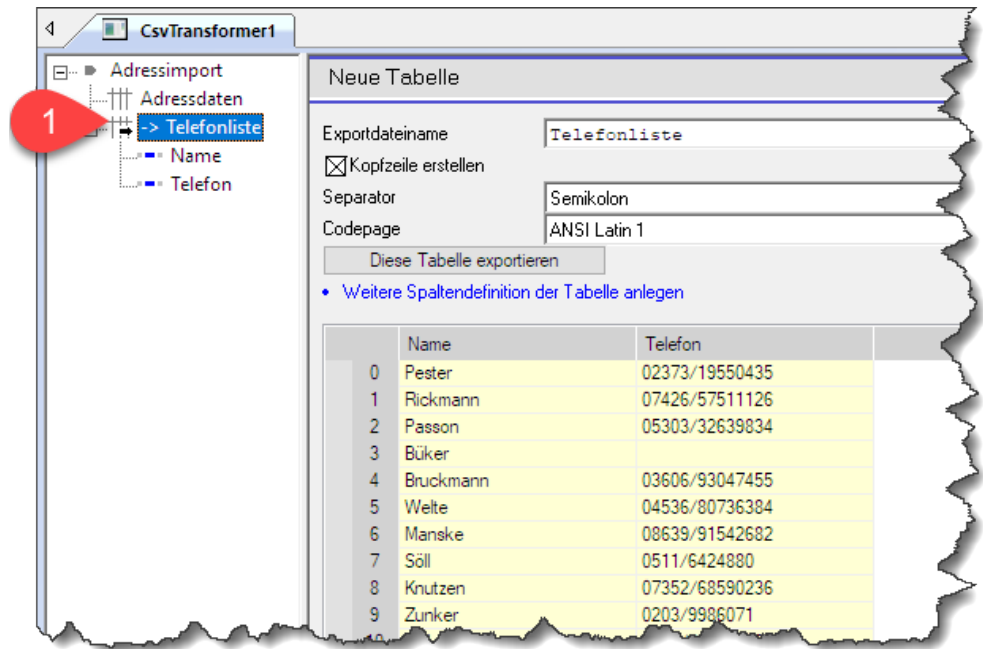 CsvTransformer1
Adressimport
Adressdaten
1
-> Telefonliste
Name
Telefon
Neue Tabelle
Exportdateiname Telefonliste
Kopfzeile erstellen
Separator Semikolon
Codepage ANSI Latin 1
Diese Tabelle exportieren
• Weitere Spaltendefinition der Tabelle anlegen
Name Telefon
0 Pester 02373/19550435
1 Rickmann 07426/57511126
2 Passon 05303/32639834
3 Büker
4 Bruckmann 03606/93047455
5 Welte 04536/80736384
6 Manske 08639/91542682
7 Söll 0511/6424880
8 Knutzen 07352/68590236
9 Zunker 0203/9986071